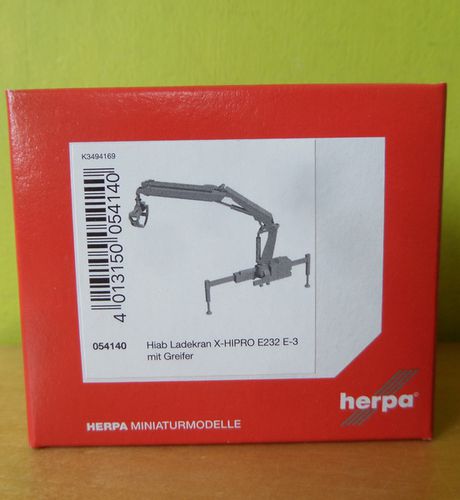 K3494169
4 013150 054140
054140 Hiab Ladekran X-HIPRO E232 E-3
mit Greifer
HERPA MINIATURMODELLE
herpa